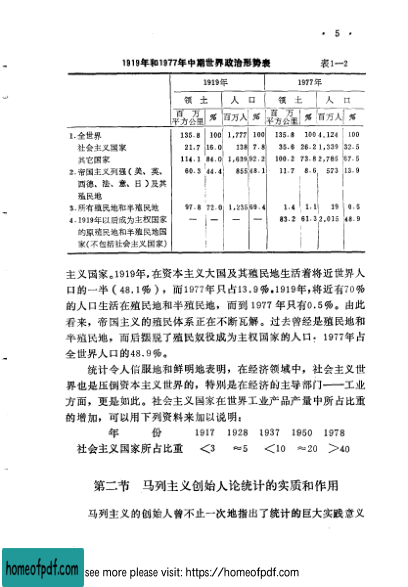 · 5 ·
1919年和1977年中期世界政治形势表 表1—2
1919年 1977年
领土 人口 领土 人口
百万平方公里 % 百万人 % 百万平方公里 % 百万人 %
1.全世界 135.8 100 1,777 100 135.8 100 4,124 100
社会主义国家 21.7 16.0 138 7.8 35.6 26.2 1,339 32.5
其它国家 114.1 84.0 1,639 92.2 100.2 73.8 2,785 67.5
2.帝国主义列强(美、英、 60.3 44.4 855 48.1 11.7 8.6 573 13.9
西德、法、意、日)及其
殖民地
3.所有殖民地和半殖民地 97.8 72.0 1,235 69.4 1.4 1.1 19 0.5
4.1919年以后成为主权国家 — — — — 83.2 61.3 2,015 48.9
的原殖民地和半殖民地国
家(不包括社会主义国家)
主义国家。1919年,在资本主义大国及其殖民地生活着将近世界人
口的一半(48.1%),而1977年只占13.9%。1919年,将近有70%
的人口生活在殖民地和半殖民地,而到1977年只有0.5%。由此
看来,帝国主义的殖民体系正在不断瓦解。过去曾经是殖民地和
半殖民地,而后摆脱了殖民奴役成为主权国家的人口,1977年占
全世界人口的48.9%。
统计令人信服地和鲜明地表明,在经济领域中,社会主义世
界也是压倒资本主义世界的,特别是在经济的主导部门——工业
方面,更是如此。社会主义国家在世界工业产品产量中所占比重
的增加,可以用下列资料来加以说明:
年 份 1917 1928 1937 1950 1978
社会主义国家所占比重 <3 ≈5 <10 ≈20 >40
第二节 马列主义创始人论统计的实质和作用
马列主义的创始人曾不止一次地指出了统计的巨大实践意义
homeofpdf.com
see more please visit: https://homeofpdf.com